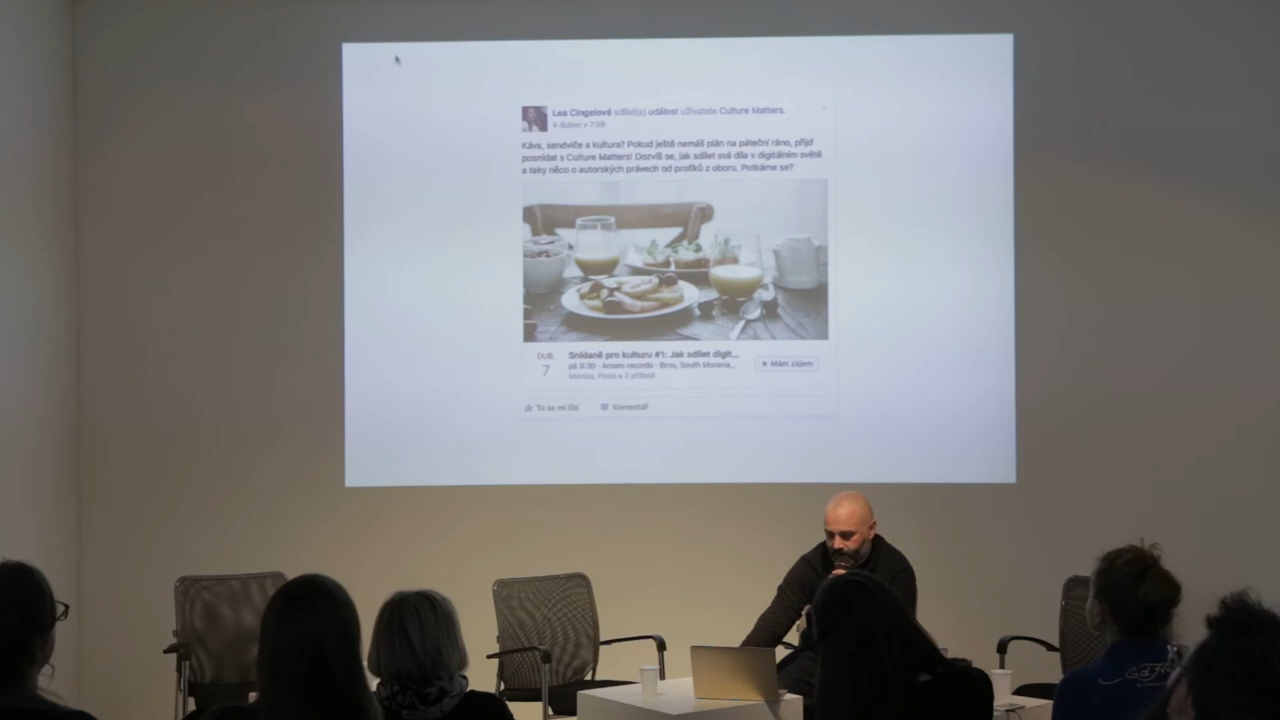 Lea Cingelová sdílel(a) událost uživatele Culture Matters.
4 duben v 7:59
Káva, sendviče a kultura? Pokud ještě nemáš plán na páteční ráno, přijď
posnídat s Culture Matters! Dozvíš se, jak sdílet svá díla v digitálním světě
a taky něco o autorských právech od profíků z oboru. Potkáme se?
DUB.
7
Snídaně pro kulturu #1: Jak sdílet digit...
pá 8:30 · Amaro records · Brno, South Moravia,...
Monika, Pavla a 2 přátelé
★ Mám zájem
To se mi líbí
Komentář